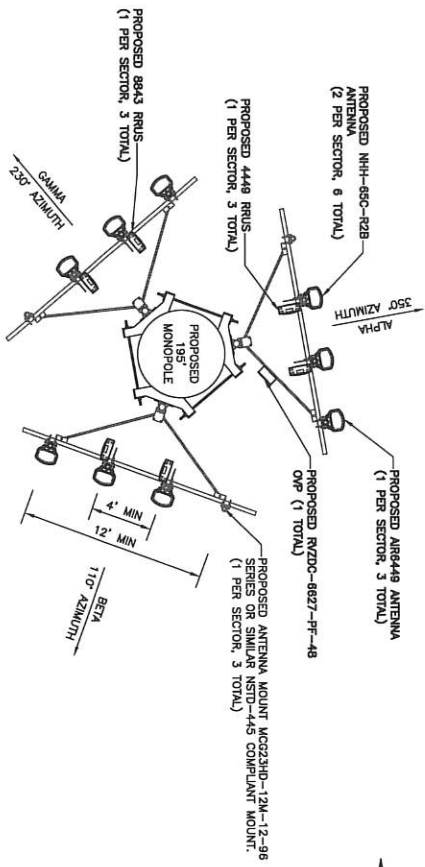 PROPOSED NHH-65C-R2B
ANTENNA
(2 PER SECTOR, 6 TOTAL)
PROPOSED 4449 RRUS
(1 PER SECTOR, 3 TOTAL)
PROPOSED 8843 RRUS
(1 PER SECTOR, 3 TOTAL)
ALPHA
350° AZIMUTH
PROPOSED AIR6449 ANTENNA
(1 PER SECTOR, 3 TOTAL)
PROPOSED RVZDC-6627-PF-48
OVP (1 TOTAL)
GAMMA
230° AZIMUTH
PROPOSED
195'
MONOPOLE
4' MIN
12' MIN
BETA
110° AZIMUTH
PROPOSED ANTENNA MOUNT MCG23HD-12M-12-96
SERIES OR SIMILAR NSTD-445 COMPLIANT MOUNT.
(1 PER SECTOR, 3 TOTAL)